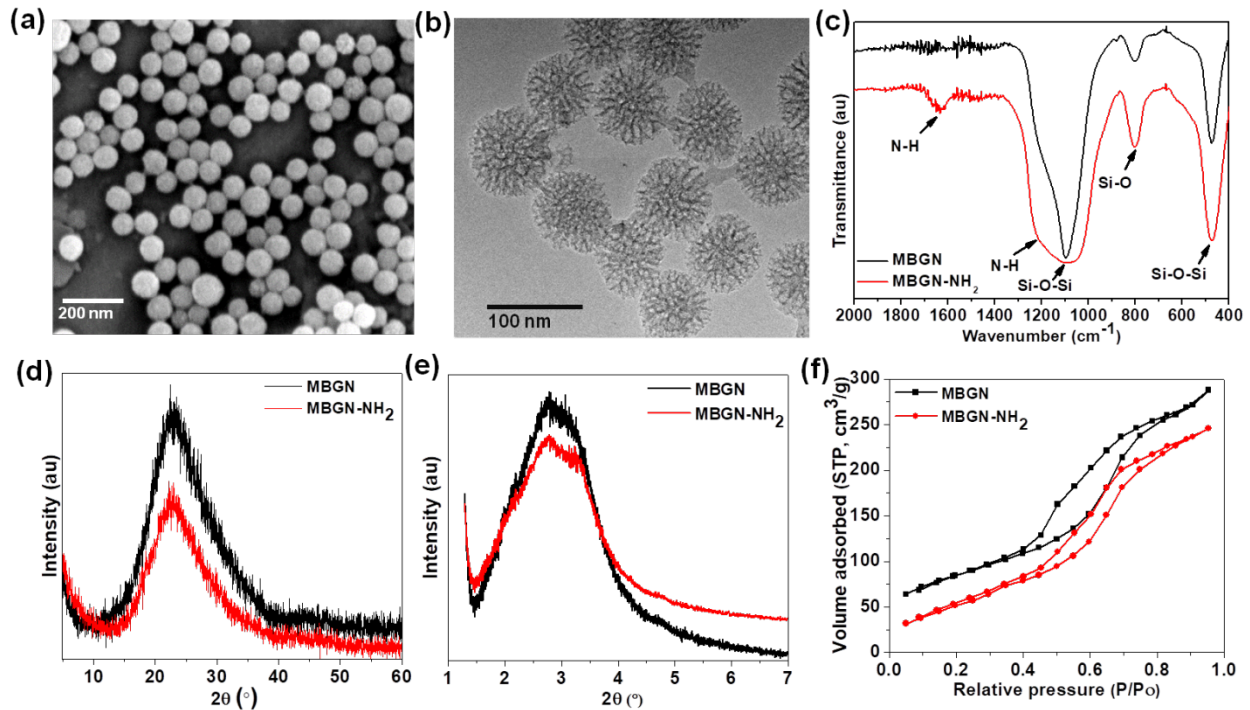 (a)
200 nm
(b)
100 nm
(c)
Transmittance (au)
N-H
Si-O
N-H
Si-O-Si
Si-O-Si
MBGN
MBGN-NH2
2000 1800 1600 1400 1200 1000 800 600 400
Wavenumber (cm-1)
(d)
MBGN
MBGN-NH2
Intensity (au)
10 20 30 40 50 60
2θ (°)
(e)
MBGN
MBGN-NH2
Intensity (au)
1 2 3 4 5 6 7
2θ (°)
(f)
MBGN
MBGN-NH2
Volume adsorbed (STP, cm3/g)
300
250
200
150
100
50
0
0.0 0.2 0.4 0.6 0.8 1.0
Relative pressure (P/Po)